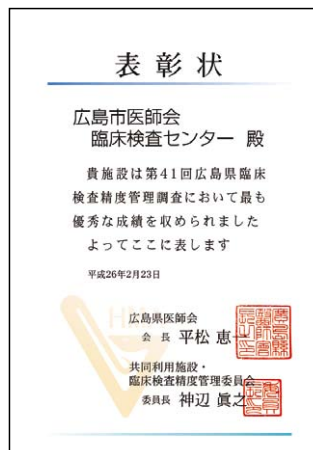 表彰状
広島市医師会
臨床検査センター 殿
貴施設は第41回広島県臨床
検査精度管理調査において最も
優秀な成績を収められました
よってここに表します
平成26年2月23日
広島県医師会
会 長 平松 恵一
共同利用施設・
臨床検査精度管理委員会
委員長 神辺 眞之